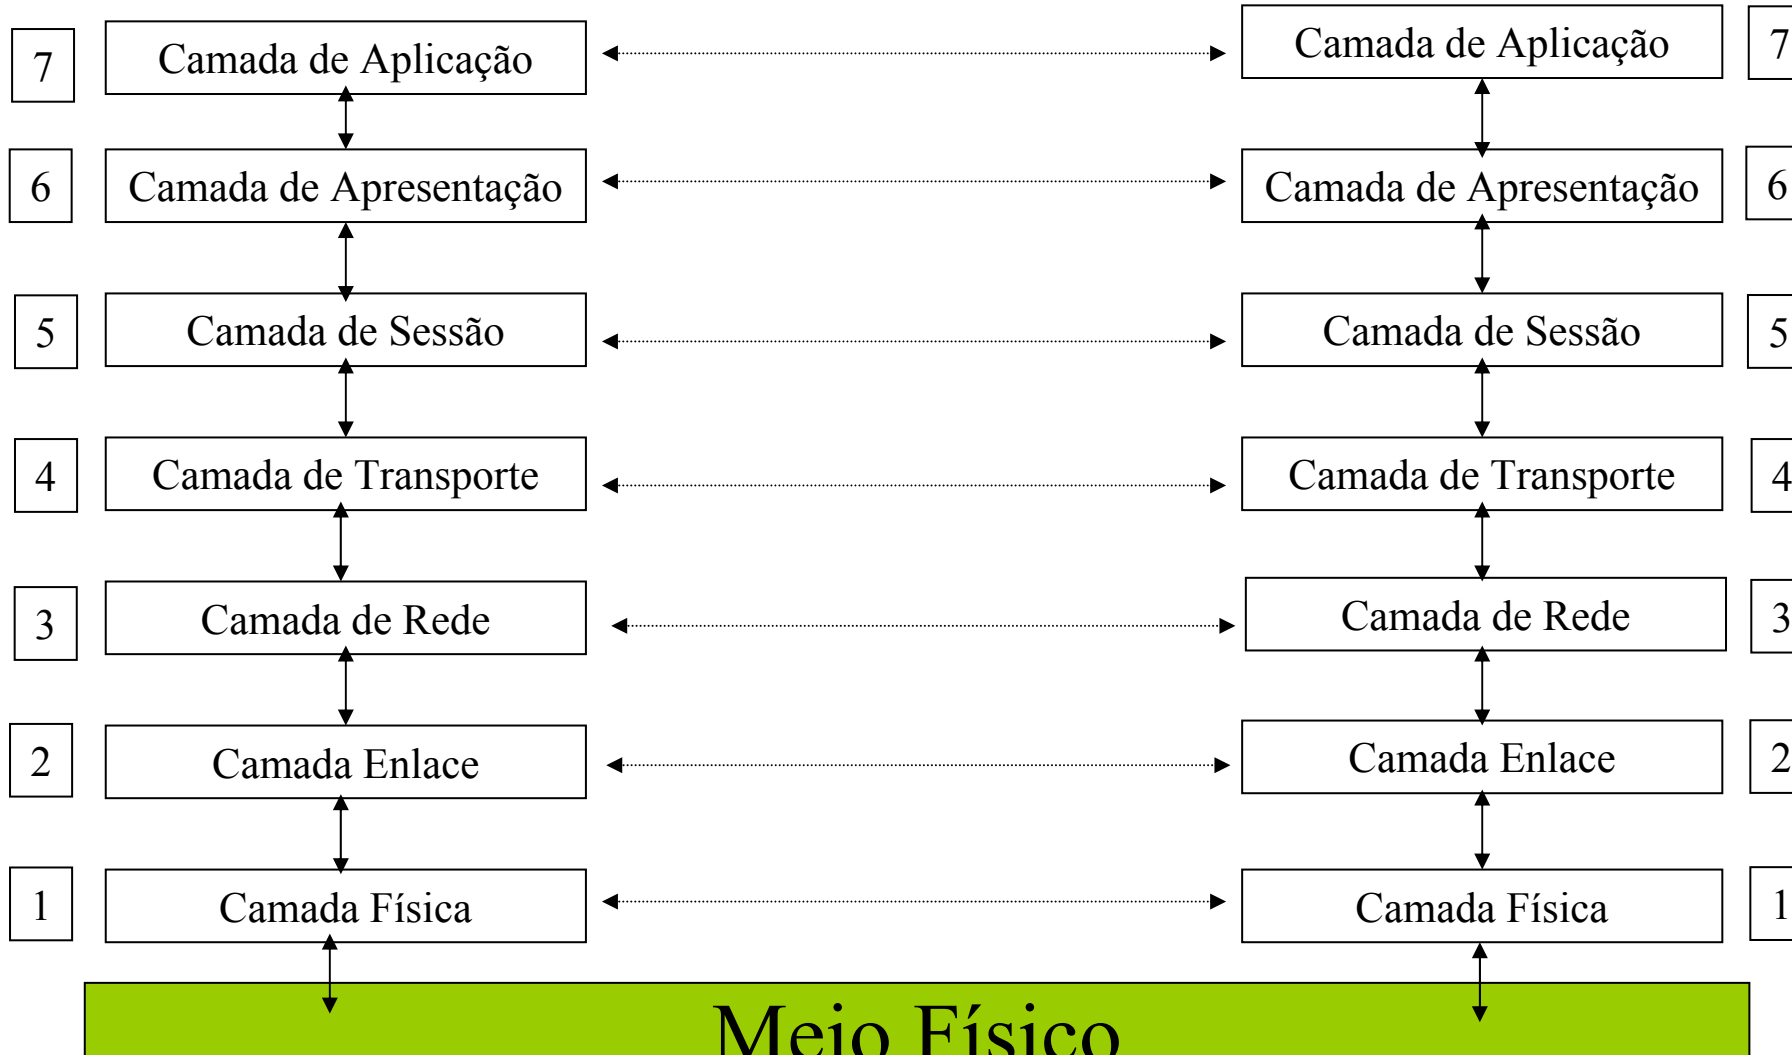 7 Camada de Aplicação Camada de Aplicação 7
6 Camada de Apresentação Camada de Apresentação 6
5 Camada de Sessão Camada de Sessão 5
4 Camada de Transporte Camada de Transporte 4
3 Camada de Rede Camada de Rede 3
2 Camada Enlace Camada Enlace 2
1 Camada Física Camada Física 1
Meio Físico